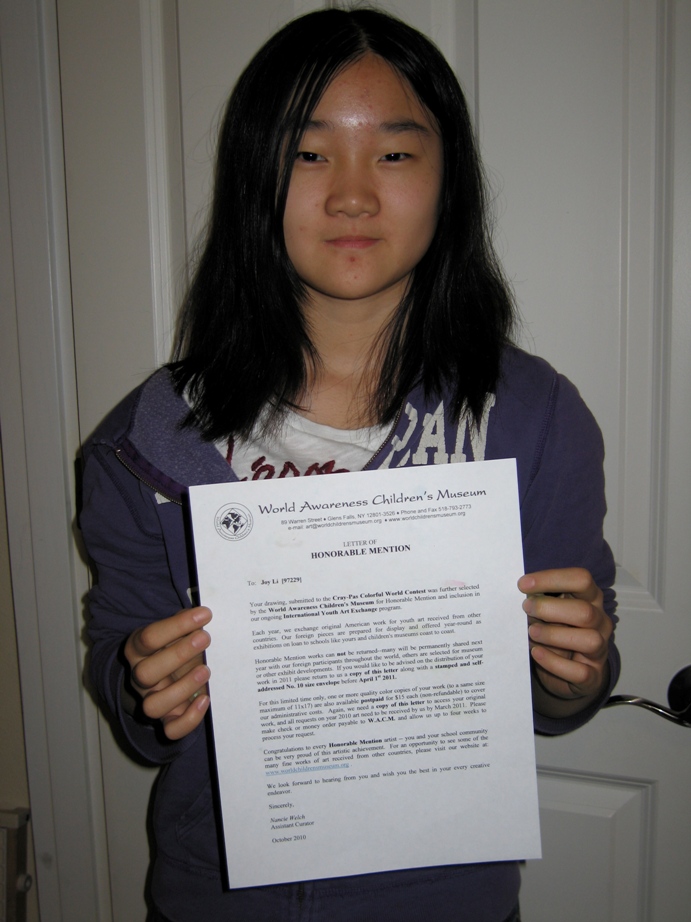 PAN
World Awareness Children's Museum
89 Warren Street ● Glens Falls, NY 12801-3526 ● Phone and Fax 518-793-2773
e-mail: art@worldchildrensmuseum.org ● www.worldchildrensmuseum.org
LETTER OF
HONORABLE MENTION
To: Joy Li [97229]
Your drawing, submitted to the Cray-Pas Colorful World Contest was further selected
by the World Awareness Children's Museum for Honorable Mention and inclusion in
our ongoing International Youth Art Exchange program.
Each year, we exchange original American work for youth art received from other
countries. Our foreign pieces are prepared for display and offered year-round as
exhibitions on loan to schools like yours and children's museums coast to coast.
Honorable Mention works can not be returned--many will be permanently shared next
year with our foreign participants throughout the world, others are selected for museum
or other exhibit developments. If you would like to be advised on the distribution of your
work in 2011 please return to us a copy of this letter along with a stamped and self-
addressed No. 10 size envelope before April 1st 2011.
For this limited time only, one or more quality color copies of your work (to a same size
maximum of 11x17) are also available postpaid for $15 each (non-refundable) to cover
our administrative costs. Again, we need a copy of this letter to access your original
work, and all requests on year 2010 art need to be received by us by March 2011. Please
make check or money order payable to W.A.C.M. and allow us up to four weeks to
process your request.
Congratulations to every Honorable Mention artist -- you and your school community
can be very proud of this artistic achievement. For an opportunity to see some of the
many fine works of art received from other countries, please visit our website at:
www.worldchildrensmuseum.org
We look forward to hearing from you and wish you the best in your every creative
endeavor.
Sincerely,
Nancie Welch
Assistant Curator
October 2010